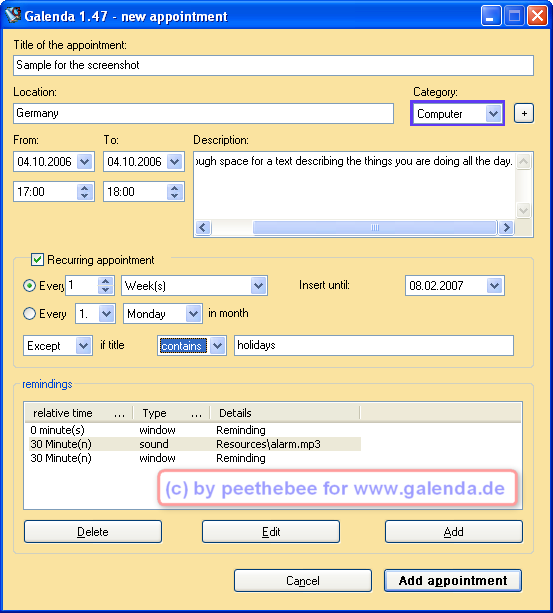 Galenda 1.47 - new appointment
Title of the appointment:
Sample for the screenshot
Location: Category:
Germany Computer +
From: To: Description:
04.10.2006 04.10.2006 ough space for a text describing the things you are doing all the day.
17:00 18:00
Recurring appointment
Every 1 Week(s) Insert until: 08.02.2007
Every 1. Monday in month
Except if title contains holidays
remindings
relative time ... Type ... Details
0 minute(s) window Reminding
30 Minute(n) sound Resources\alarm.mp3
30 Minute(n) window Reminding
(c) by peethebee for www.galenda.de
Delete Edit Add
Cancel Add appointment